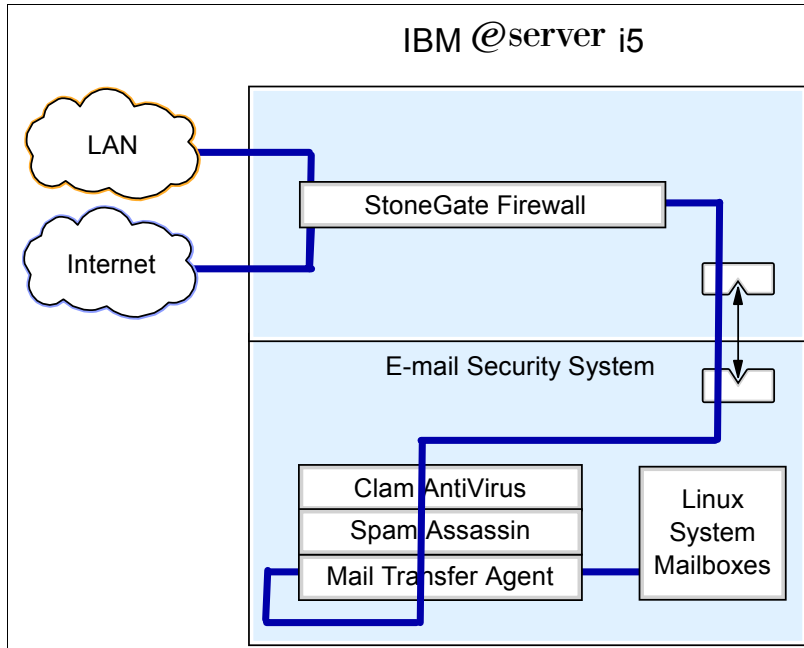 IBM eserver i5
LAN
StoneGate Firewall
Internet
E-mail Security System
Clam AntiVirus
Spam Assassin
Mail Transfer Agent
Linux
System
Mailboxes